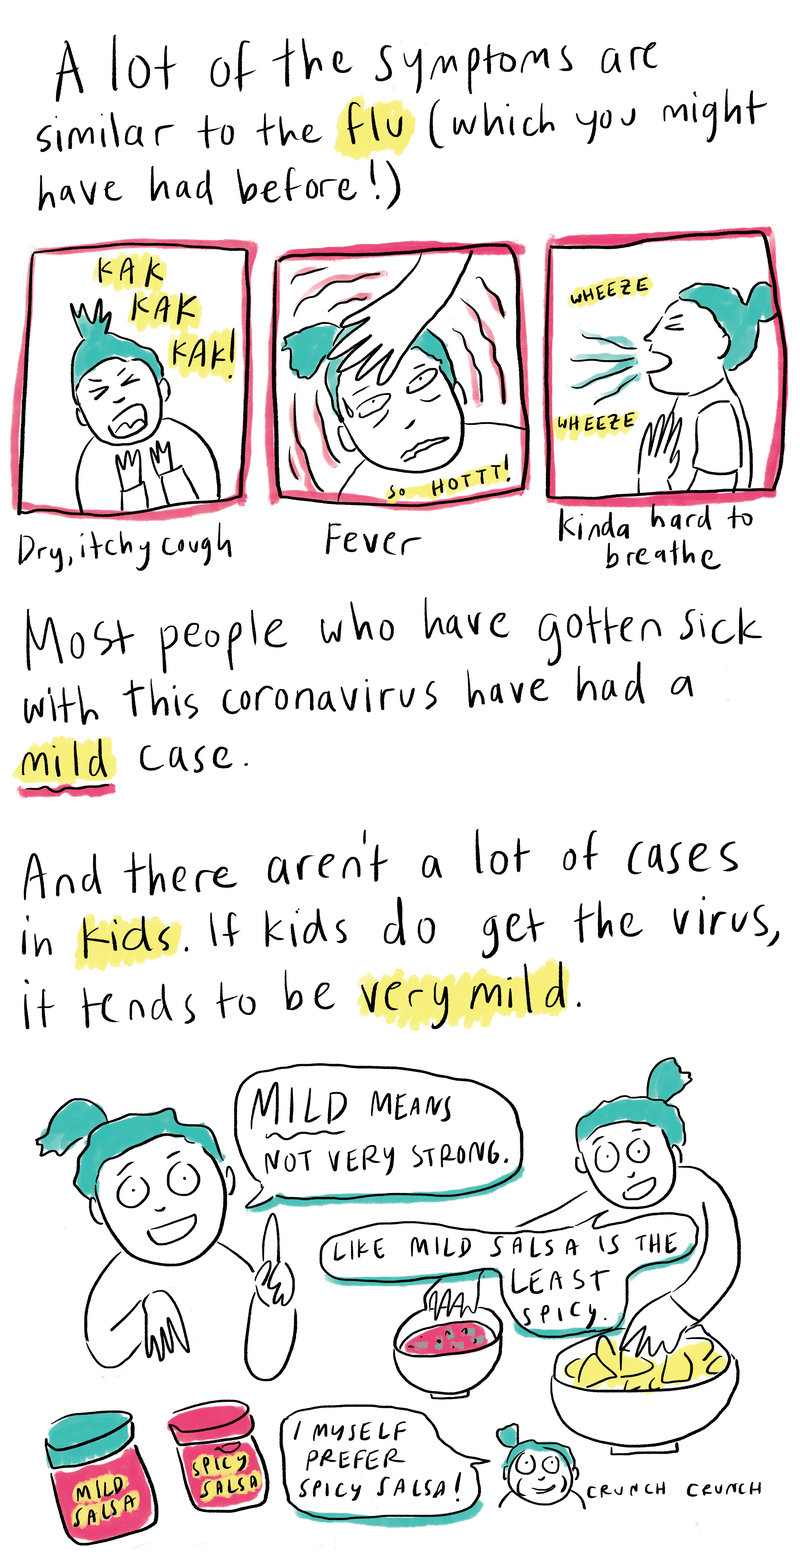 A lot of the symptoms are
similar to the flu (which you might
have had before!)
KAK
KAK
KAK!
Dry, itchy cough
SO HOTTT!
Fever
WHEEZE
WHEEZE
Kinda hard to
breathe
Most people who have gotten sick
with this coronavirus have had a
mild case.
And there aren't a lot of cases
in kids. If kids do get the virus,
it tends to be very mild.
MILD MEANS
NOT VERY STRONG.
LIKE MILD SALSA IS THE
LEAST
SPICY.
MILD
SALSA
SPICY
SALSA
I MYSELF
PREFER
SPICY SALSA!
CRUNCH CRUNCH